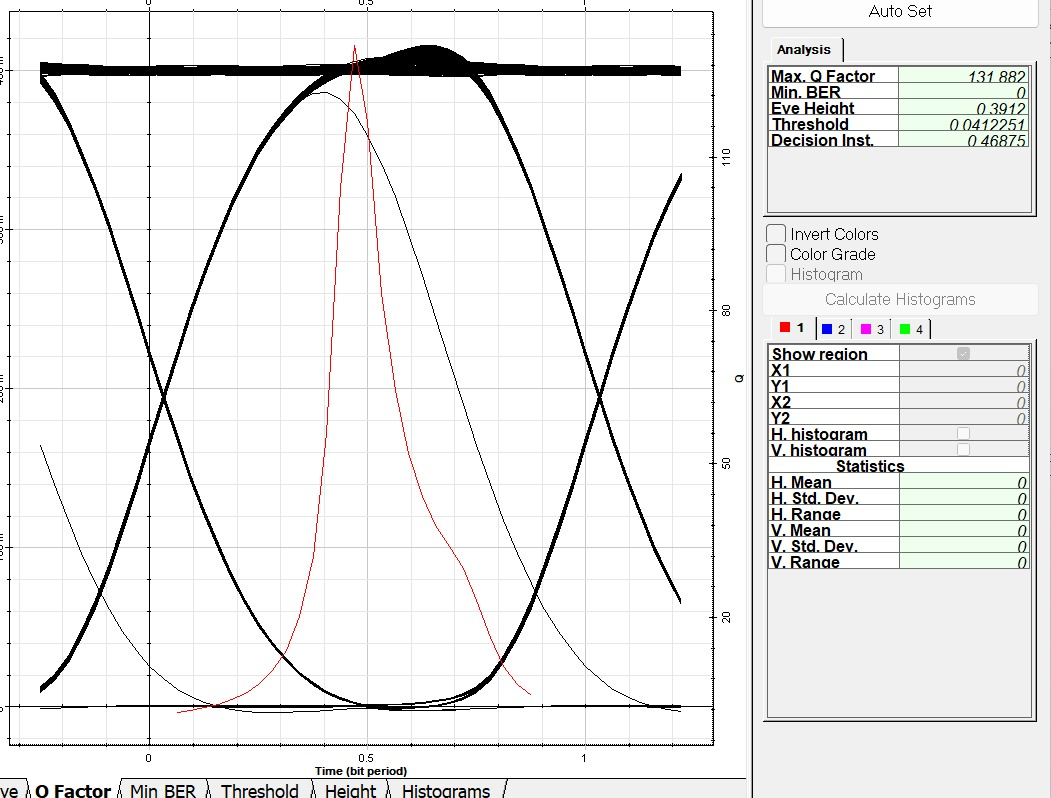 0.5
1
Auto Set
Analysis
Max. Q Factor 131.882
Min. BER 0
Eye Height 0.3912
Threshold 0.0412251
Decision Inst. 0.46875
110
Invert Colors
Color Grade
Histogram
Calculate Histograms
80
1 2 3 4
Show region
X1 0
Y1 0
Q
X2 0
Y2 0
H. histogram
V. histogram
50
Statistics
H. Mean 0
H. Std. Dev. 0
H. Range 0
V. Mean 0
V. Std. Dev. 0
V. Range 0
20
0 0.5 1
Time (bit period)
ve Q Factor Min BER Threshold Height Histograms